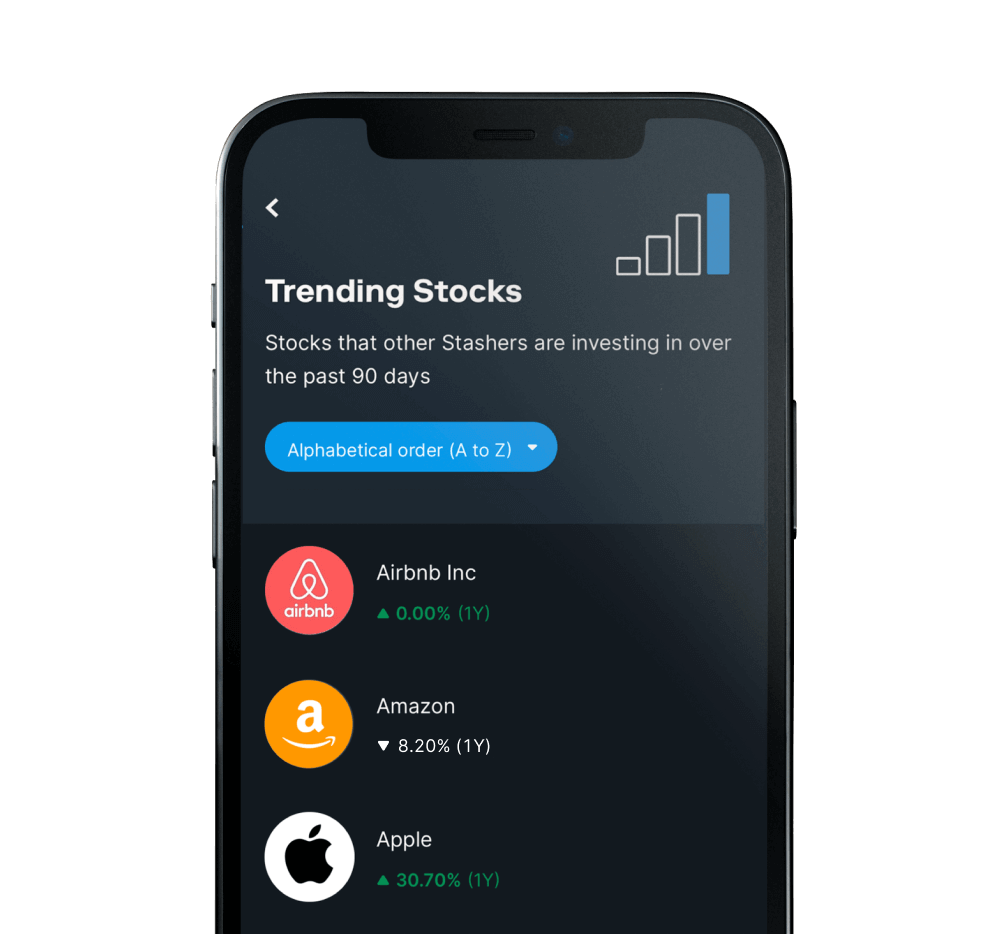 Trending Stocks
Stocks that other Stashers are investing in over
the past 90 days
Alphabetical order (A to Z)
airbnb
Airbnb Inc
▲ 0.00% (1Y)
a
Amazon
▼ 8.20% (1Y)
Apple
▲ 30.70% (1Y)